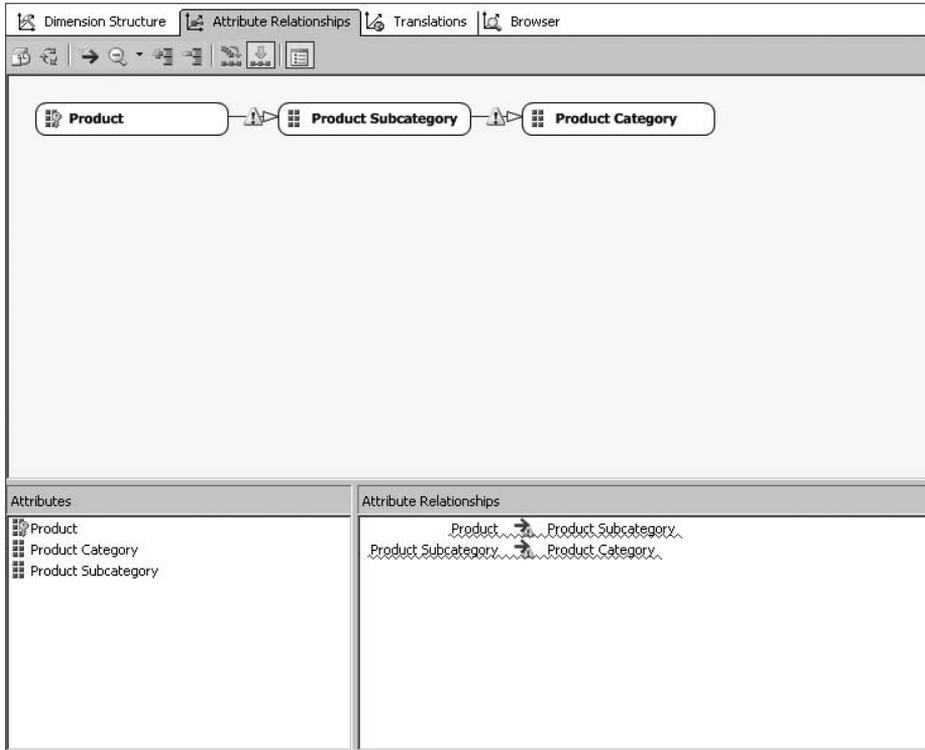 Dimension Structure Attribute Relationships Translations Browser
Product Product Subcategory Product Category
Attributes
Product
Product Category
Product Subcategory
Attribute Relationships
Product Product Subcategory
Product Subcategory Product Category